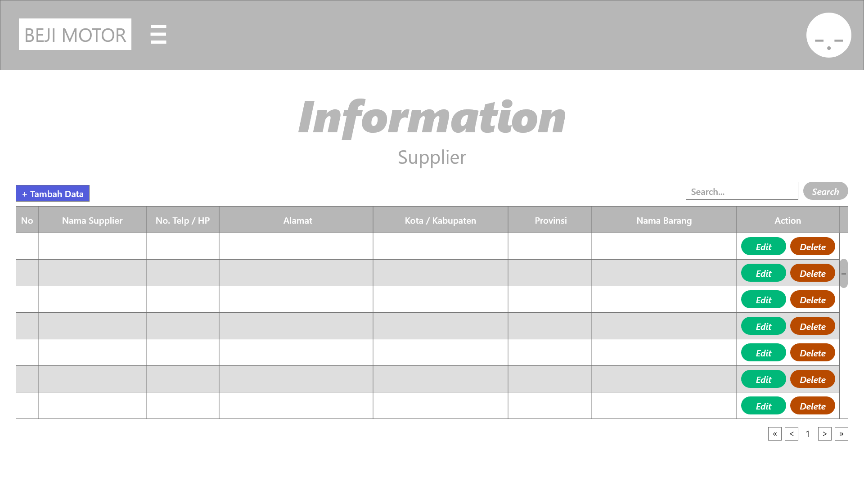 BEJI MOTOR
Information
Supplier
+ Tambah Data
Search... Search
No Nama Supplier No. Telp / HP Alamat Kota / Kabupaten Provinsi Nama Barang Action
Edit Delete
Edit Delete
Edit Delete
Edit Delete
Edit Delete
Edit Delete
Edit Delete
« < 1 > »